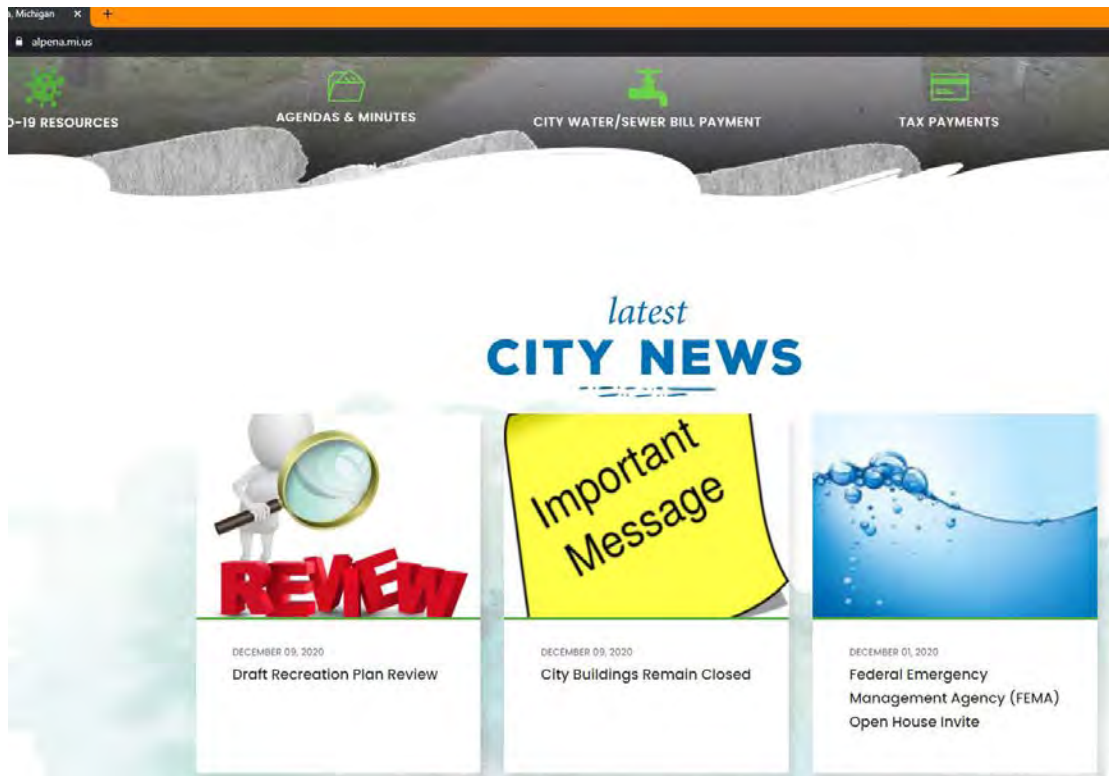 a, Michigan × +
alpena.mi.us
D-19 RESOURCES
AGENDAS & MINUTES
CITY WATER/SEWER BILL PAYMENT
TAX PAYMENTS
latest
CITY NEWS
REVIEW
Important
Message
DECEMBER 09, 2020
Draft Recreation Plan Review
DECEMBER 09, 2020
City Buildings Remain Closed
DECEMBER 01, 2020
Federal Emergency
Management Agency (FEMA)
Open House Invite